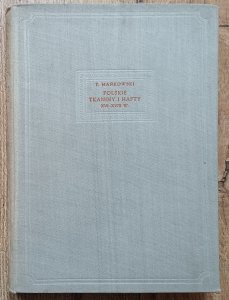 T. MAŃKOWSKI
POLSKIE
TKANINY I HAFTY
XVI-XVIII W.